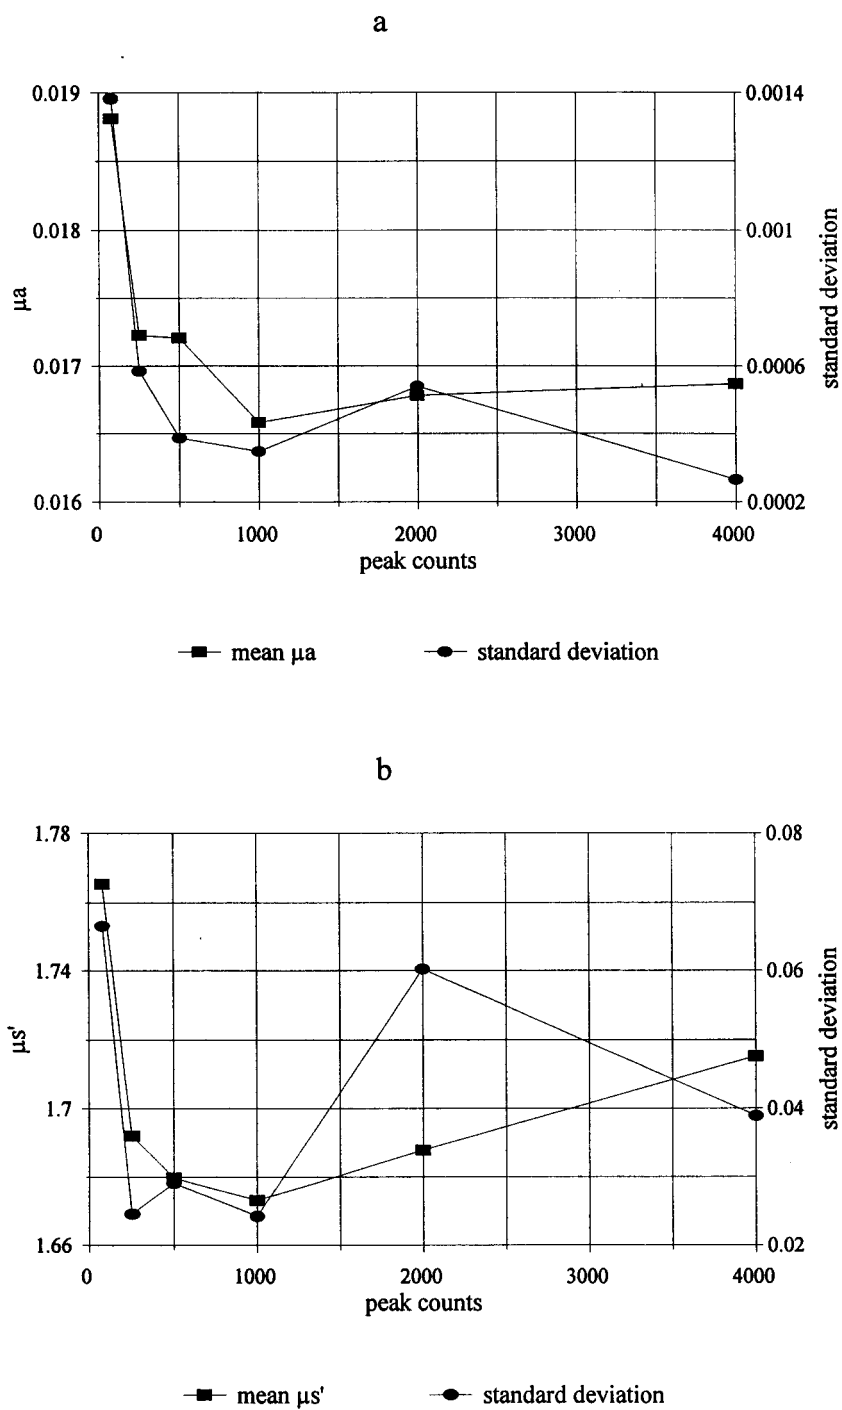 a
0.019 0.0014
0.018 0.001
0.017 0.0006
0.016 0.0002
μa
standard deviation
0 1000 2000 3000 4000
peak counts
mean μa standard deviation
b
1.78 0.08
1.74 0.06
1.7 0.04
1.66 0.02
μs'
standard deviation
0 1000 2000 3000 4000
peak counts
mean μs' standard deviation